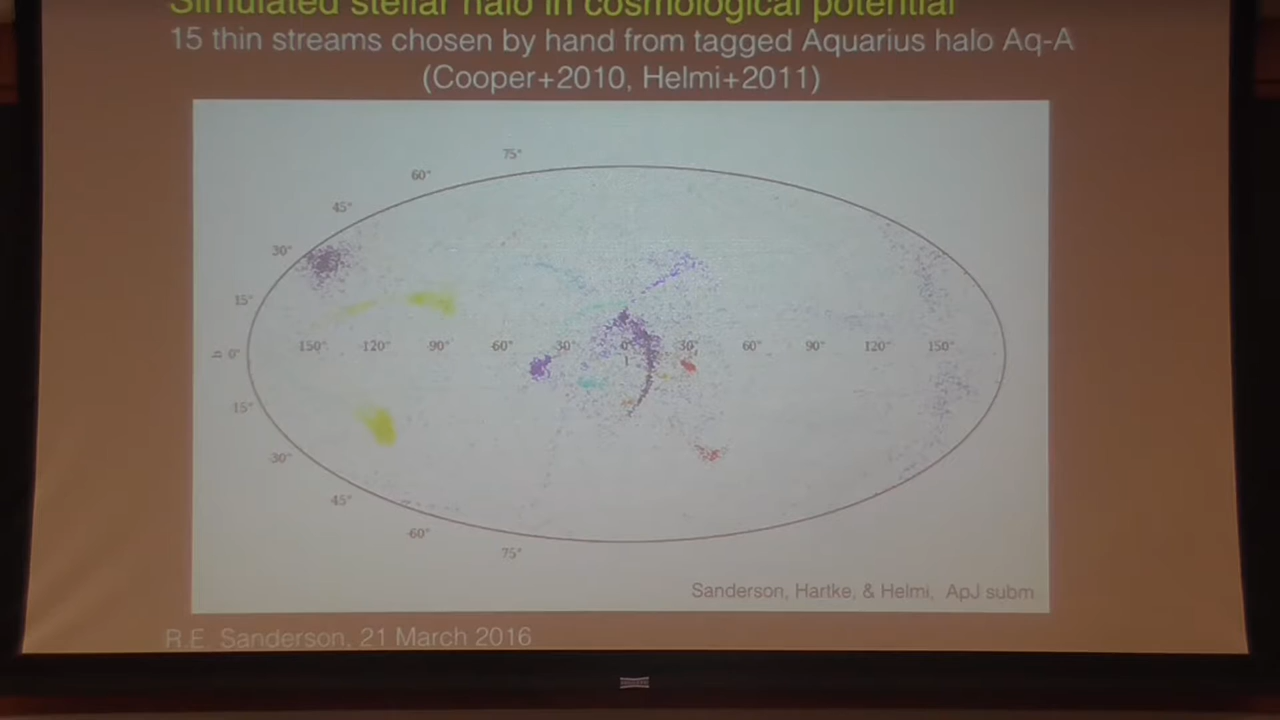 Simulated stellar halo in cosmological potential
15 thin streams chosen by hand from tagged Aquarius halo Aq-A
(Cooper+2010, Helmi+2011)
75°
60°
45°
30°
15°
150° -120° -90° -60° -30° 0° 30° 60° 90° 120° 150°
b 0°
l
15°
-30°
45°
-60°
75°
Sanderson, Hartke, & Helmi, ApJ subm
R.E. Sanderson, 21 March 2016